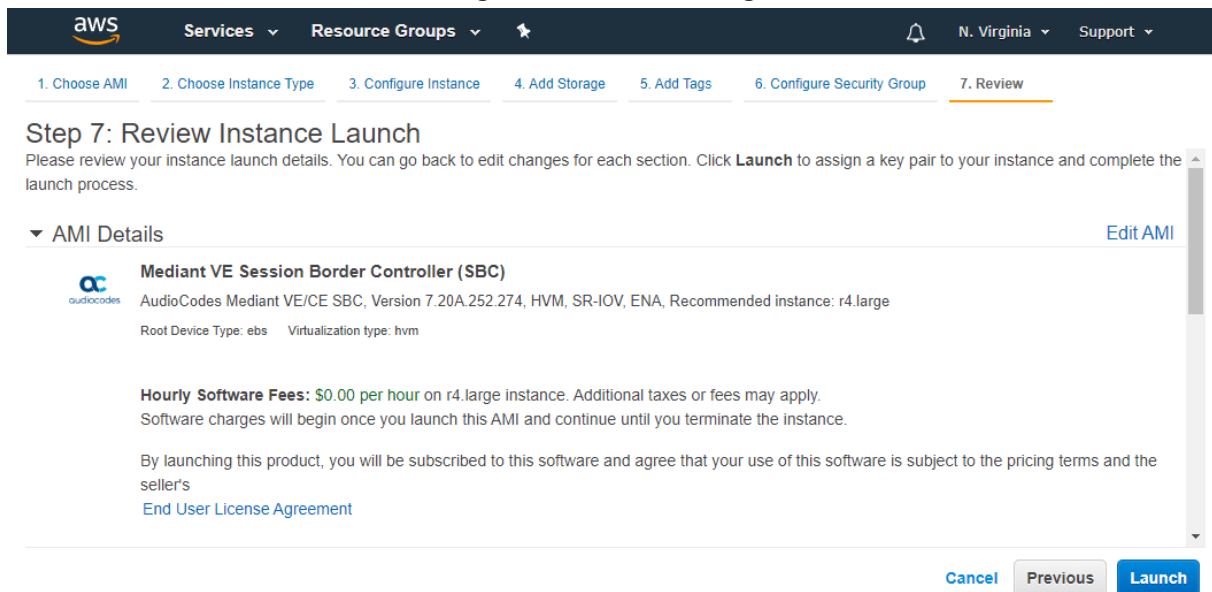 aws Services Resource Groups N. Virginia Support
1. Choose AMI 2. Choose Instance Type 3. Configure Instance 4. Add Storage 5. Add Tags 6. Configure Security Group 7. Review
Step 7: Review Instance Launch
Please review your instance launch details. You can go back to edit changes for each section. Click Launch to assign a key pair to your instance and complete the
launch process.
AMI Details Edit AMI
Mediant VE Session Border Controller (SBC)
audiocodes AudioCodes Mediant VE/CE SBC, Version 7.20A.252.274, HVM, SR-IOV, ENA, Recommended instance: r4.large
Root Device Type: ebs Virtualization type: hvm
Hourly Software Fees: $0.00 per hour on r4.large instance. Additional taxes or fees may apply.
Software charges will begin once you launch this AMI and continue until you terminate the instance.
By launching this product, you will be subscribed to this software and agree that your use of this software is subject to the pricing terms and the
seller's
End User License Agreement
Cancel Previous Launch